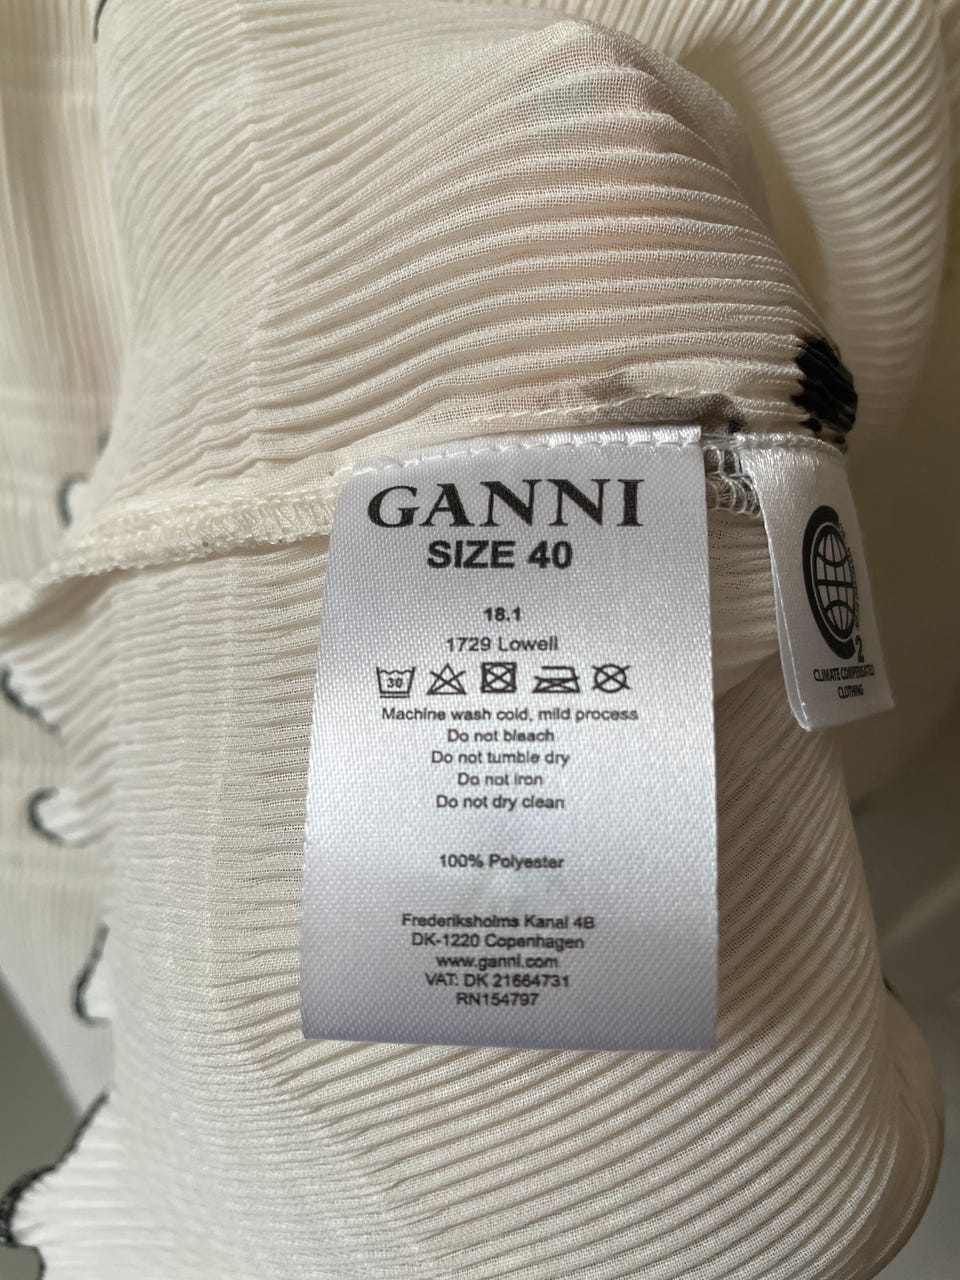 GANNI
SIZE 40
18.1
1729 Lowell
30
Machine wash cold, mild process
Do not bleach
Do not tumble dry
Do not iron
Do not dry clean
100% Polyester
Frederiksholms Kanal 4B
DK-1220 Copenhagen
www.ganni.com
VAT: DK 21664731
RN154797
2
CLIMATE COMPENSATED
CLOTHING